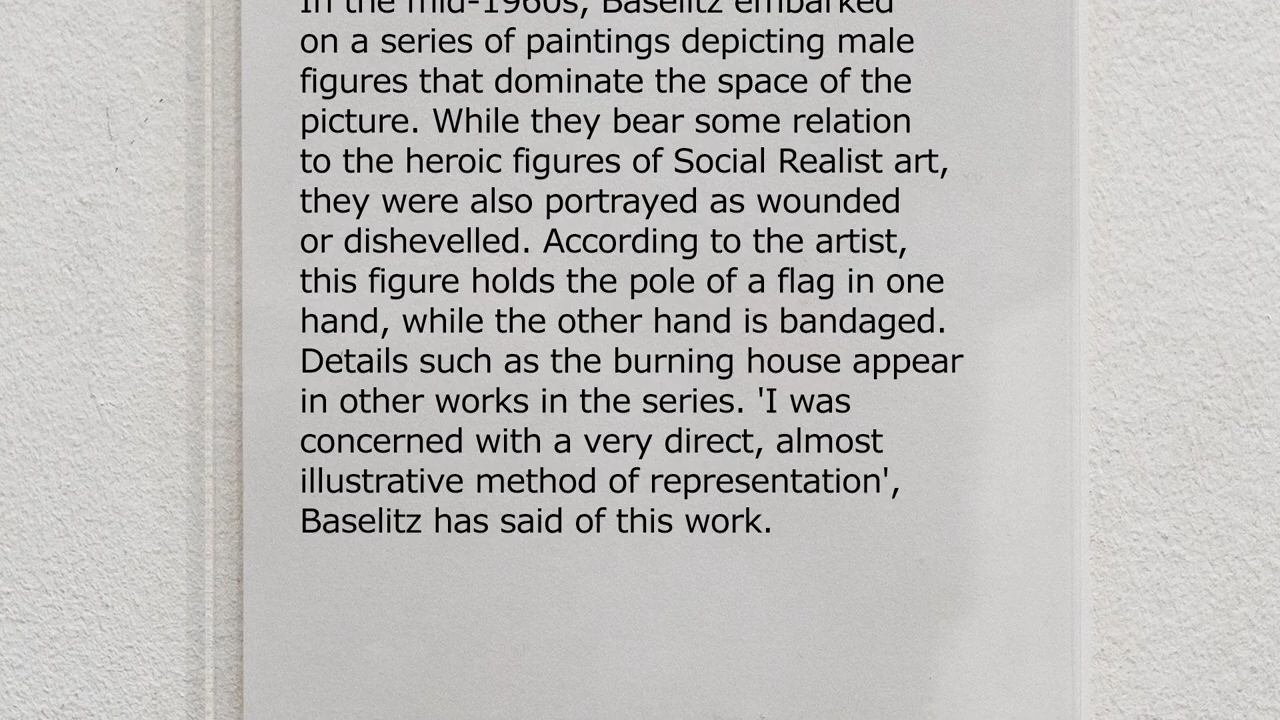 In the mid-1960s, Baselitz embarked
on a series of paintings depicting male
figures that dominate the space of the
picture. While they bear some relation
to the heroic figures of Social Realist art,
they were also portrayed as wounded
or dishevelled. According to the artist,
this figure holds the pole of a flag in one
hand, while the other hand is bandaged.
Details such as the burning house appear
in other works in the series. 'I was
concerned with a very direct, almost
illustrative method of representation',
Baselitz has said of this work.